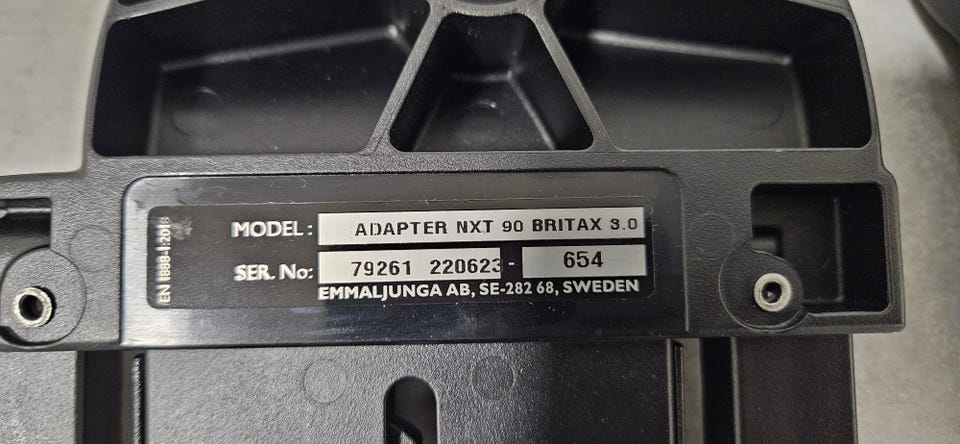 MODEL: ADAPTER NXT 90 BRITAX 3.0
SER. No: 79261 220623 - 654
EMMALJUNGA AB, SE-282 68, SWEDEN
EN 1888-1:2018